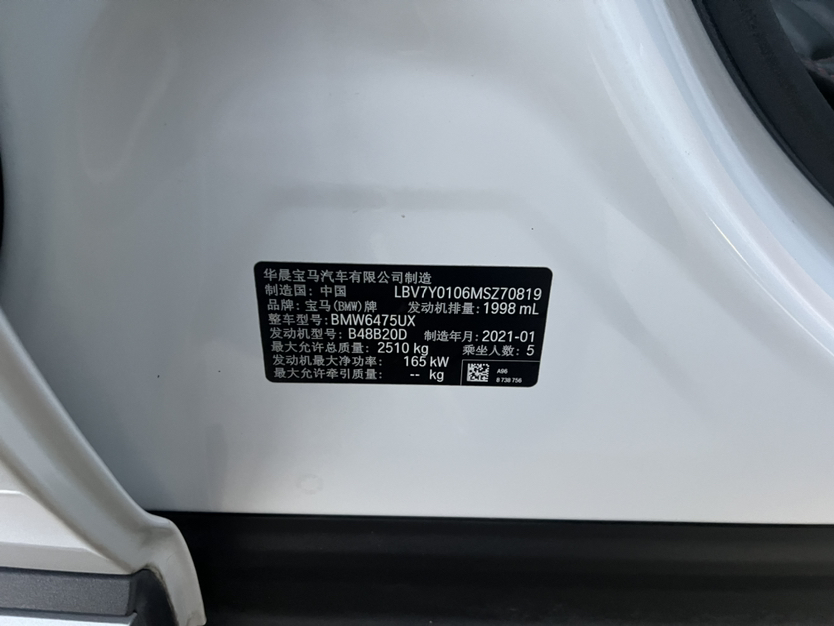 华晨宝马汽车有限公司制造
制造国: 中国 LBV7Y0106MSZ70819
品牌: 宝马(BMW)牌 发动机排量: 1998 mL
整车型号: BMW6475UX
发动机型号: B48B20D 制造年月: 2021-01
最大允许总质量: 2510 kg 乘坐人数: 5
发动机最大净功率: 165 kW
最大允许牵引质量: -- kg
A96
8 738 756